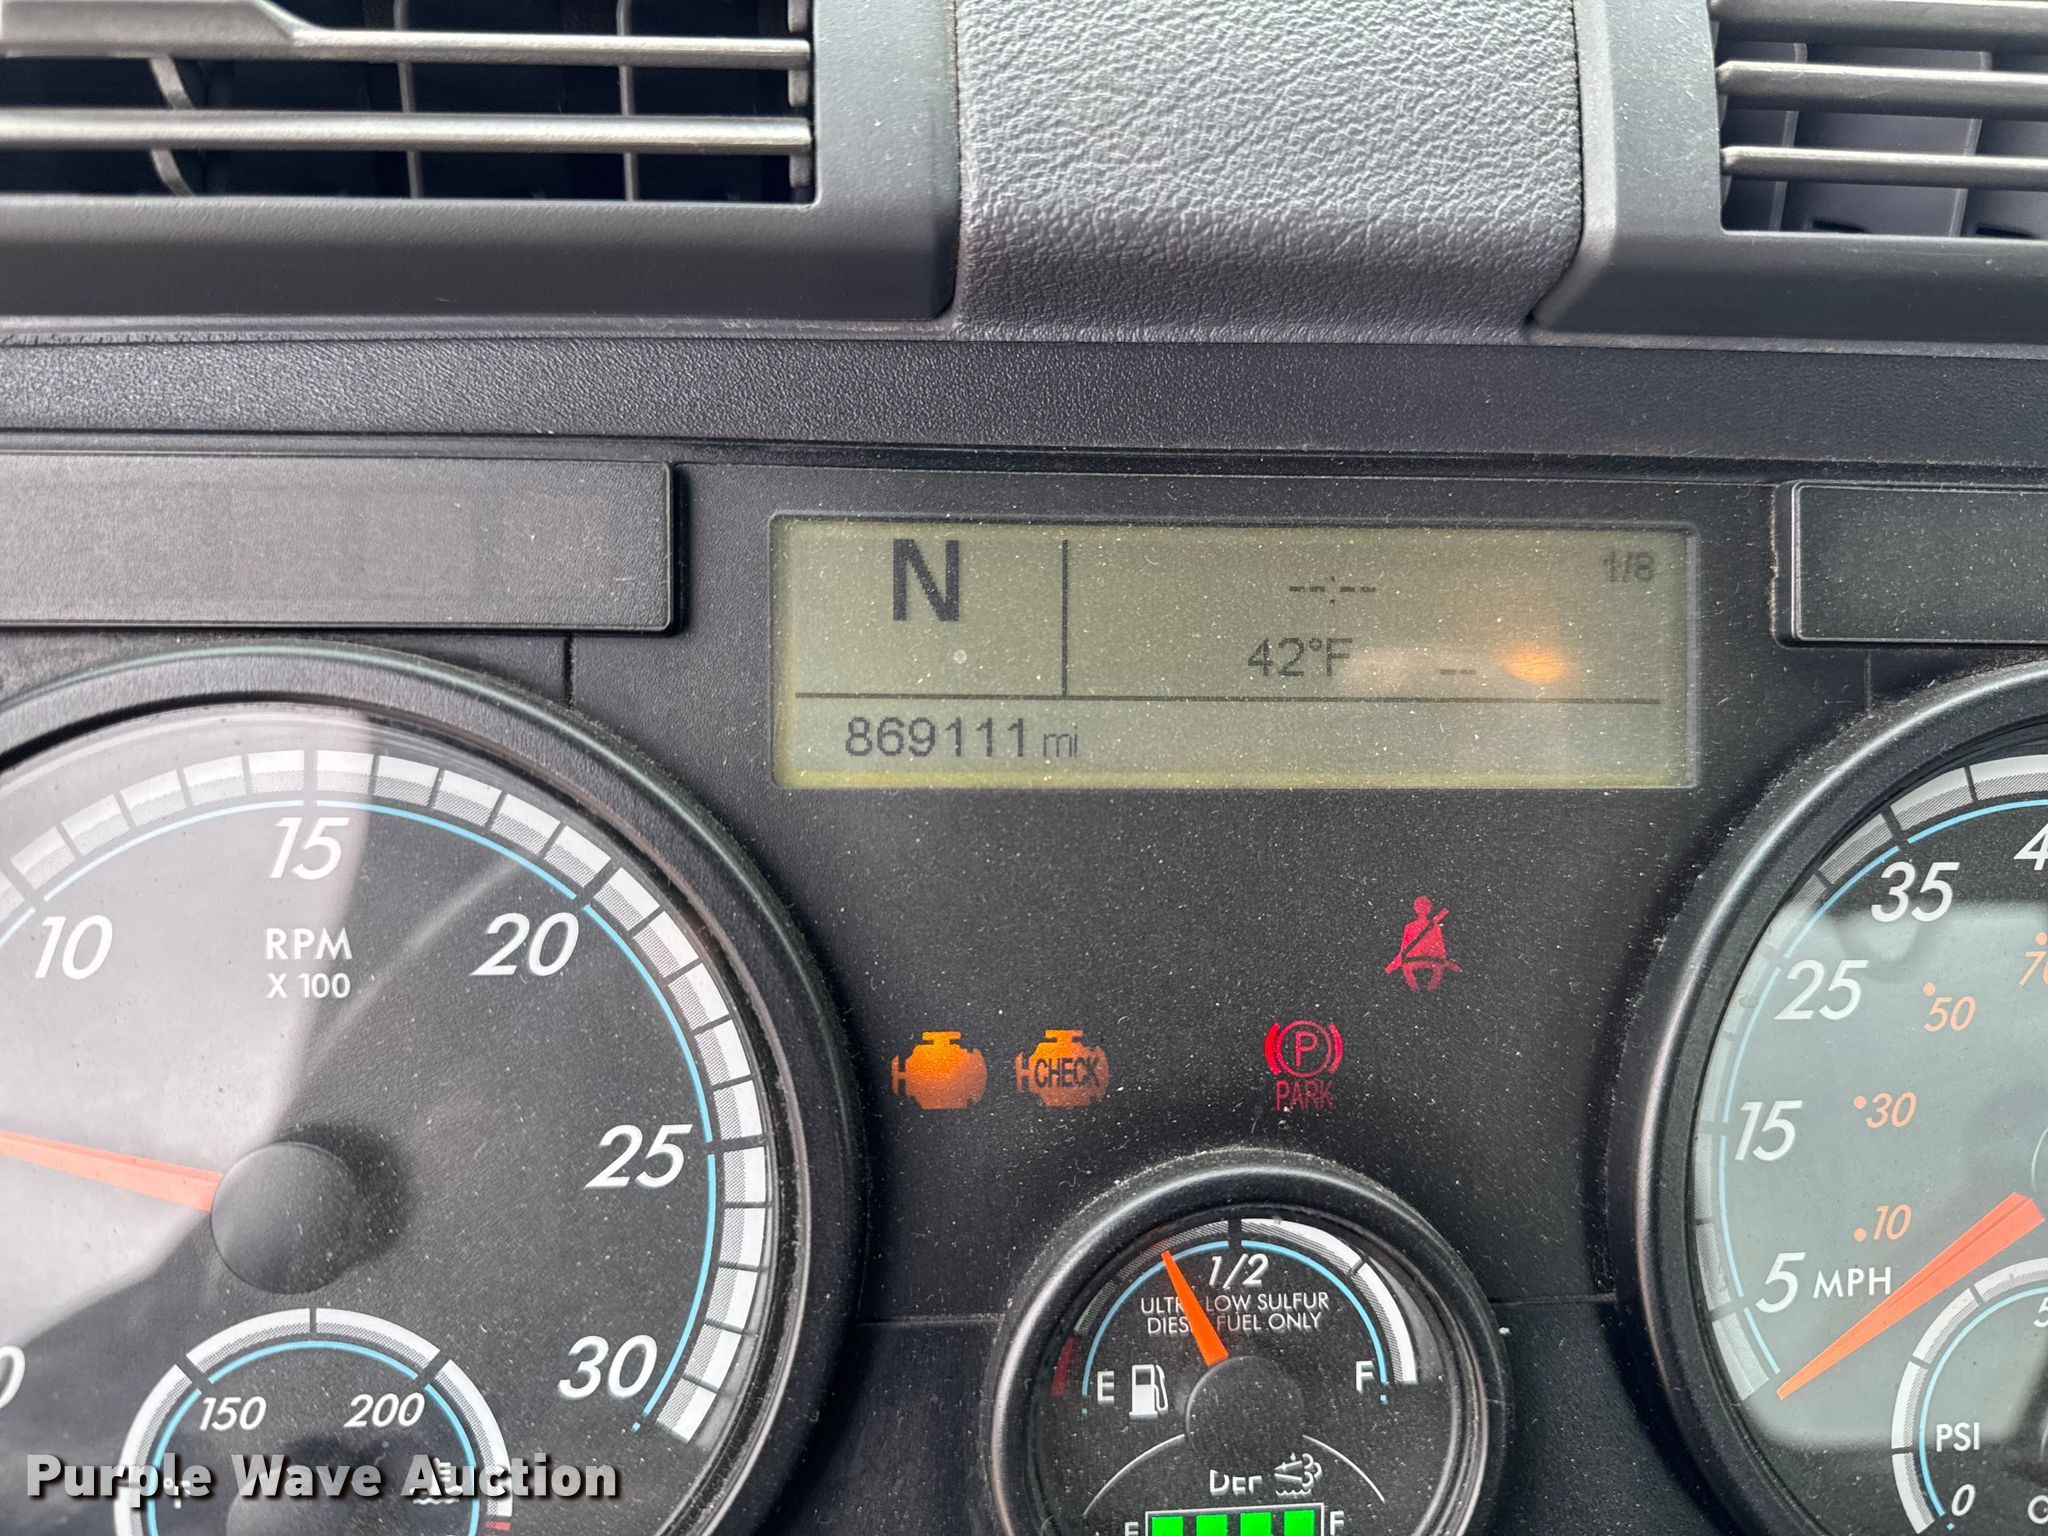 N
--:--
1/8
42°F
--
869111 mi
10
15
20
25
30
RPM
X 100
CHECK
P
PARK
35
25
15
5 MPH
50
30
10
1/2
ULTRA LOW SULFUR
DIESEL FUEL ONLY
E
F
150
200
°F
DEF
E
F
PSI
0
Purple Wave Auction